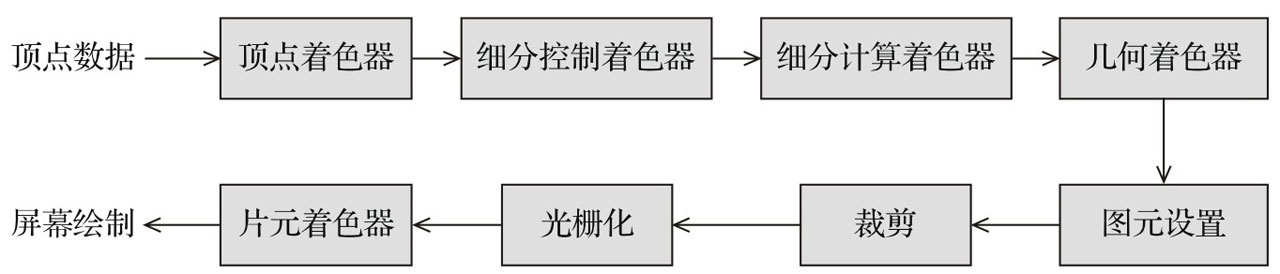 顶点数据
顶点着色器
细分控制着色器
细分计算着色器
几何着色器
图元设置
裁剪
光栅化
片元着色器
屏幕绘制